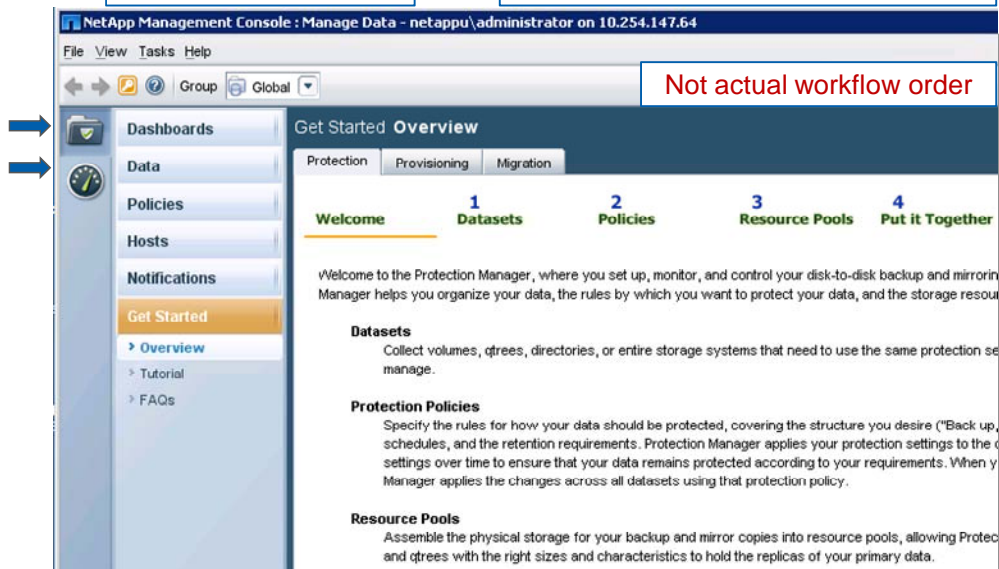 NetApp Management Console : Manage Data - netappu\administrator on 10.254.147.64
File View Tasks Help
Group Global
Not actual workflow order
Dashboards
Data
Policies
Hosts
Notifications
Get Started
Overview
Tutorial
FAQs
Get Started Overview
Protection Provisioning Migration
Welcome
1 Datasets
2 Policies
3 Resource Pools
4 Put it Together
Welcome to the Protection Manager, where you set up, monitor, and control your disk-to-disk backup and
Manager helps you organize your data, the rules by which you want to protect your data, and the storage
Datasets
Collect volumes, qtrees, directories, or entire storage systems that need to use the same protection
manage.
Protection Policies
Specify the rules for how your data should be protected, covering the structure you desire ("Back up,
schedules, and the retention requirements. Protection Manager applies your protection settings to the
settings over time to ensure that your data remains protected according to your requirements. When
Manager applies the changes across all datasets using that protection policy.
Resource Pools
Assemble the physical storage for your backup and mirror copies into resource pools, allowing
and qtrees with the right sizes and characteristics to hold the replicas of your primary data.